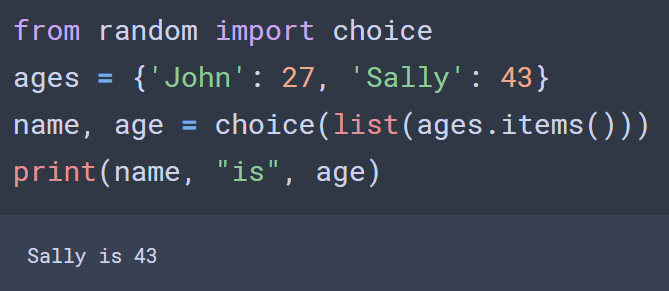 from random import choice
ages = {'John': 27, 'Sally': 43}
name, age = choice(list(ages.items()))
print(name, "is", age)
Sally is 43